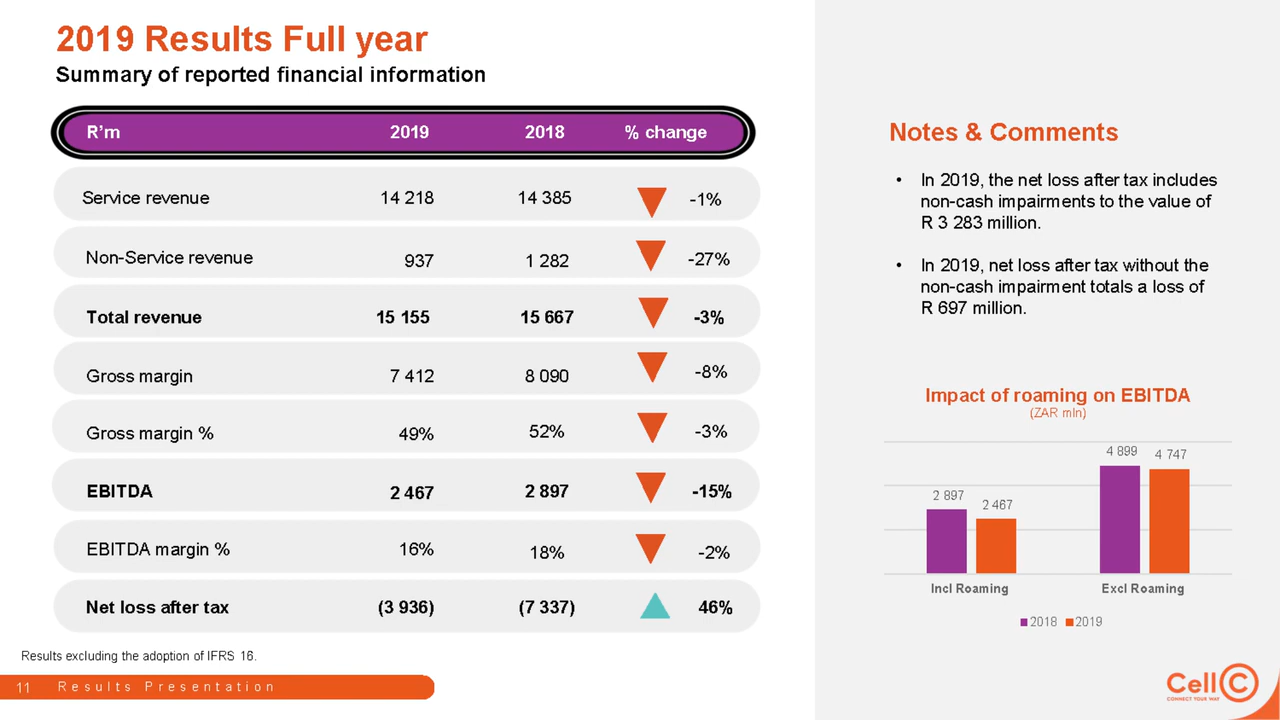 2019 Results Full year
Summary of reported financial information
R'm 2019 2018 % change
Service revenue 14 218 14 385 -1%
Non-Service revenue 937 1 282 -27%
Total revenue 15 155 15 667 -3%
Gross margin 7 412 8 090 -8%
Gross margin % 49% 52% -3%
EBITDA 2 467 2 897 -15%
EBITDA margin % 16% 18% -2%
Net loss after tax (3 936) (7 337) 46%
Results excluding the adoption of IFRS 16.
11 Results Presentation
Notes & Comments
• In 2019, the net loss after tax includes
non-cash impairments to the value of
R 3 283 million.
• In 2019, net loss after tax without the
non-cash impairment totals a loss of
R 697 million.
Impact of roaming on EBITDA
(ZAR mln)
4 899 4 747
2 897 2 467
Incl Roaming Excl Roaming
2018 2019
Cell C
CONNECT YOUR WAY